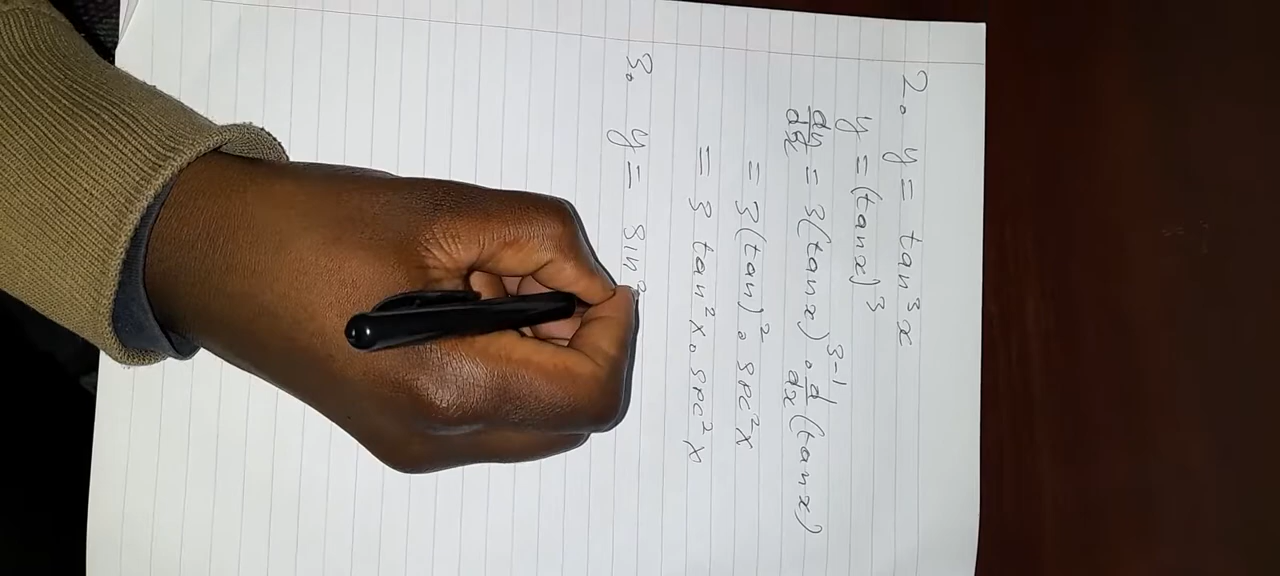 2. y = tan³x
y = (tanx)³
dy/dx = 3(tanx)³⁻¹ . d/dx (tanx)
= 3(tan)² . sec²x
= 3 tan²x . sec²x
3. y = sin